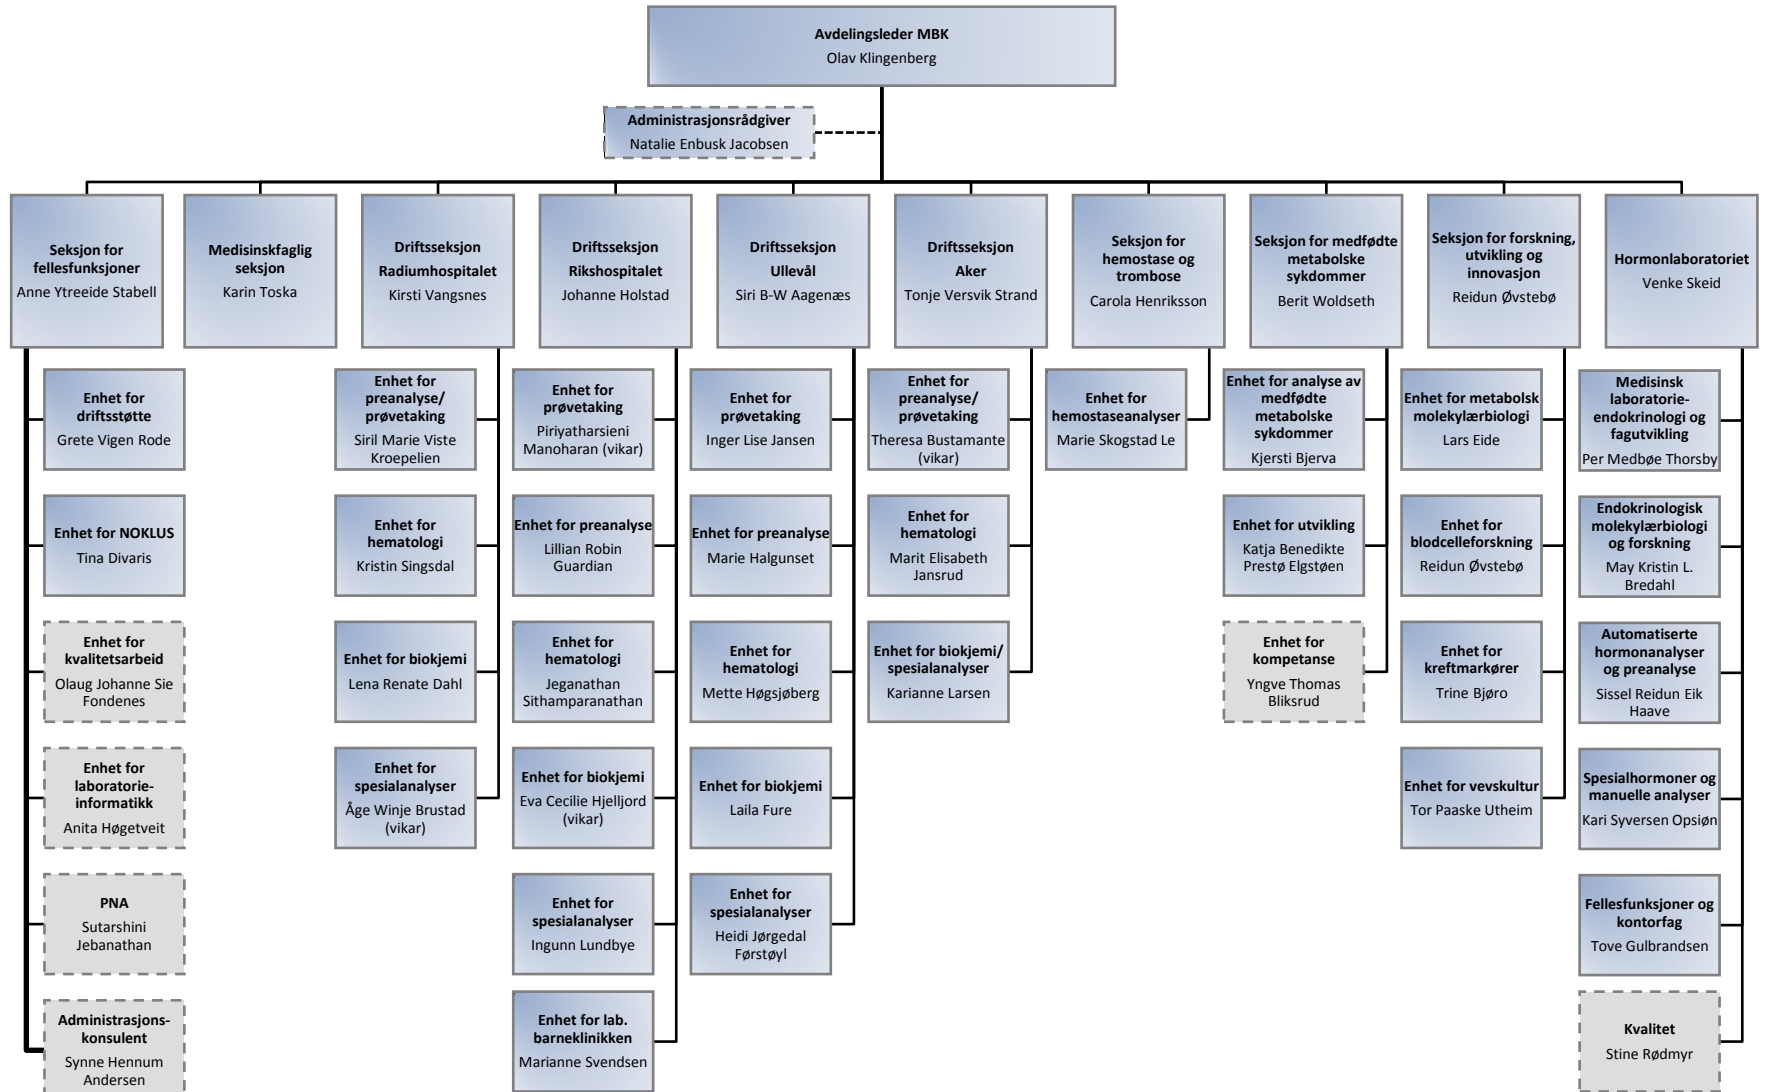 Avdelingsleder MBK
Olav Klingenberg
Administrasjonsrådgiver
Natalie Enbusk Jacobsen
Seksjon for
fellesfunksjoner
Anne Ytreeide Stabell
Medisinskfaglig
seksjon
Karin Toska
Driftsseksjon
Radiumhospitalet
Kirsti Vangsnes
Driftsseksjon
Rikshospitalet
Johanne Holstad
Driftsseksjon
Ullevål
Siri B-W Aagenæs
Driftsseksjon
Aker
Tonje Versvik Strand
Seksjon for
hemostase og
trombose
Carola Henriksson
Seksjon for medfødte
metabolske
sykdommer
Berit Woldseth
Seksjon for forskning,
utvikling og
innovasjon
Reidun Øvstebø
Hormonlaboratoriet
Venke Skeid
Enhet for
driftsstøtte
Grete Vigen Rode
Enhet for NOKLUS
Tina Divaris
Enhet for
kvalitetsarbeid
Olaug Johanne Sie
Fondenes
Enhet for
laboratorie-
informatikk
Anita Høgetveit
PNA
Sutarshini
Jebanathan
Administrasjons-
konsulent
Synne Hennum
Andersen
Enhet for
preanalyse/
prøvetaking
Siril Marie Viste
Kroepelien
Enhet for
hematologi
Kristin Singsdal
Enhet for biokjemi
Lena Renate Dahl
Enhet for
spesialanalyser
Åge Winje Brustad
(vikar)
Enhet for
prøvetaking
Piriyatharsieni
Manoharan (vikar)
Enhet for preanalyse
Lillian Robin
Guardian
Enhet for
hematologi
Jeganathan
Sithamparanathan
Enhet for biokjemi
Eva Cecilie Hjelljord
(vikar)
Enhet for
spesialanalyser
Ingunn Lundbye
Enhet for lab.
barneklinikken
Marianne Svendsen
Enhet for
prøvetaking
Inger Lise Jansen
Enhet for preanalyse
Marie Halgunset
Enhet for
hematologi
Mette Høgsjøberg
Enhet for biokjemi
Laila Fure
Enhet for
spesialanalyser
Heidi Jørgedal
Førstøyl
Enhet for
preanalyse/
prøvetaking
Theresa Bustamante
(vikar)
Enhet for
hematologi
Marit Elisabeth
Jansrud
Enhet for biokjemi/
spesialanalyser
Karianne Larsen
Enhet for
hemostaseanalyser
Marie Skogstad Le
Enhet for analyse av
medfødte
metabolske
sykdommer
Kjersti Bjerva
Enhet for utvikling
Katja Benedikte
Prestø Elgstøen
Enhet for
kompetanse
Yngve Thomas
Bliksrud
Enhet for metabolsk
molekylærbiologi
Lars Eide
Enhet for
blodcelleforskning
Reidun Øvstebø
Enhet for
kreftmarkører
Trine Bjøro
Enhet for vevskultur
Tor Paaske Utheim
Medisinsk
laboratorie-
endokrinologi og
fagutvikling
Per Medbøe Thorsby
Endokrinologisk
molekylærbiologi
og forskning
May Kristin L.
Bredahl
Automatiserte
hormonanalyser
og preanalyse
Sissel Reidun Eik
Haave
Spesialhormoner og
manuelle analyser
Kari Syversen Opsiøn
Fellesfunksjoner og
kontorfag
Tove Gulbrandsen
Kvalitet
Stine Rødmyr